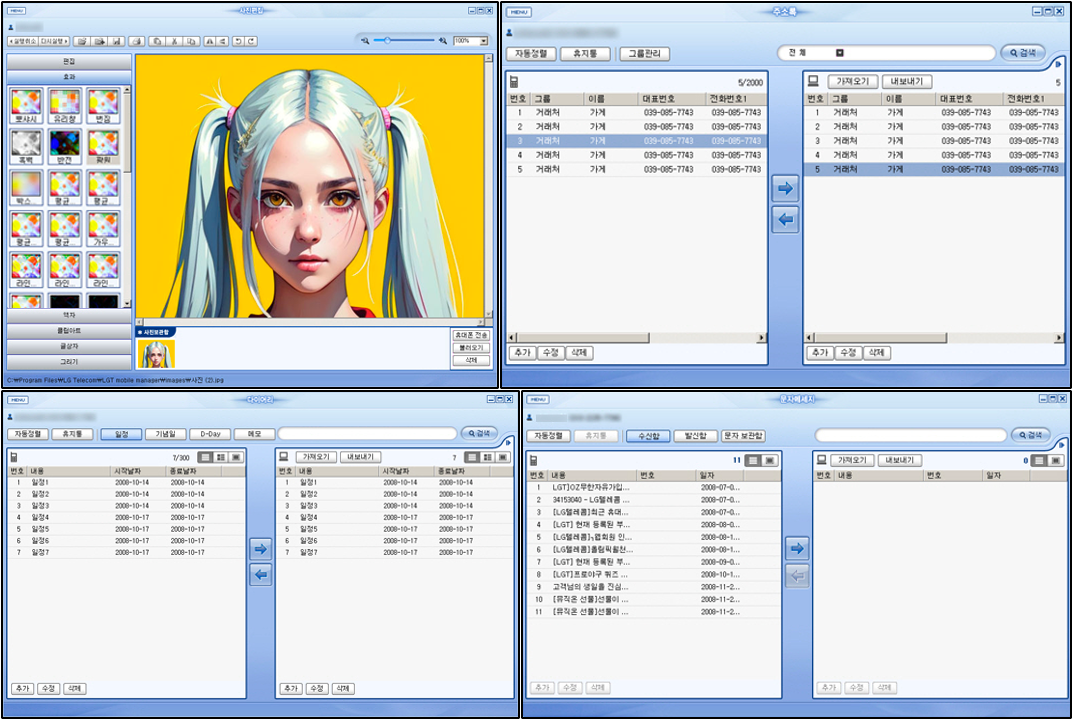 MENU
사진편집
실행취소 다시실행
100%
편집
효과
뽀샤시
유리창
번짐
흑백
반전
퍼짐
박스...
평균...
평균...
평균...
평균...
가우...
라인...
라인...
라인...
액자
클립아트
글상자
그리기
사진보관함
휴대폰 전송
불러오기
삭제
C:₩Program Files₩LG Telecom₩LGT mobile manager₩images₩사진 (2).jpg
MENU
주소록
자동정렬 휴지통 그룹관리 전 체 검색
5/2000
번호 그룹 이름 대표번호 전화번호1
1 거래처 가게 039-085-7743 039-085-7743
2 거래처 가게 039-085-7743 039-085-7743
3 거래처 가게 039-085-7743 039-085-7743
4 거래처 가게 039-085-7743 039-085-7743
5 거래처 가게 039-085-7743 039-085-7743
추가 수정 삭제
가져오기 내보내기 5
번호 그룹 이름 대표번호 전화번호1
1 거래처 가게 039-085-7743 039-085-7743
2 거래처 가게 039-085-7743 039-085-7743
3 거래처 가게 039-085-7743 039-085-7743
4 거래처 가게 039-085-7743 039-085-7743
5 거래처 가게 039-085-7743 039-085-7743
추가 수정 삭제
MENU
다이어리
자동정렬 휴지통 일정 기념일 D-Day 메모 검색
7/300
번호 내용 시작날짜 종료날짜
1 일정1 2008-10-14 2008-10-14
2 일정2 2008-10-14 2008-10-14
3 일정3 2008-10-14 2008-10-14
4 일정4 2008-10-17 2008-10-17
5 일정5 2008-10-17 2008-10-17
6 일정6 2008-10-17 2008-10-17
7 일정7 2008-10-17 2008-10-17
추가 수정 삭제
가져오기 내보내기 7
번호 내용 시작날짜 종료날짜
1 일정1 2008-10-14 2008-10-14
2 일정2 2008-10-14 2008-10-14
3 일정3 2008-10-14 2008-10-14
4 일정4 2008-10-17 2008-10-17
5 일정5 2008-10-17 2008-10-17
6 일정6 2008-10-17 2008-10-17
7 일정7 2008-10-17 2008-10-17
추가 수정 삭제
MENU
문자메세지
자동정렬 휴지통 수신함 발신함 문자 보관함 검색
11
번호 내용 번호 일자
1 LGT]OZ무한자유가입... 2008-07-0...
2 34153040 - LG텔레콤 ... 2008-07-0...
3 [LG텔레콤]최근 휴대... 2008-07-0...
4 [LGT] 현재 등록된 부... 2008-08-0...
5 [LG텔레콤] 웹회원 인... 2008-08-1...
6 [LG텔레콤]올림픽월천... 2008-08-1...
7 [LGT] 현재 등록된 부... 2008-09-0...
8 [LGT]프로야구 퀴즈 ... 2008-10-1...
9 고객님의 생일을 진심... 2008-11-2...
10 [뮤직온 선물]선물이 ... 2008-11-2...
11 [뮤직온 선물]선물이 ... 2008-11-2...
추가 수정 삭제
가져오기 내보내기 0
번호 내용 번호 일자
추가 수정 삭제